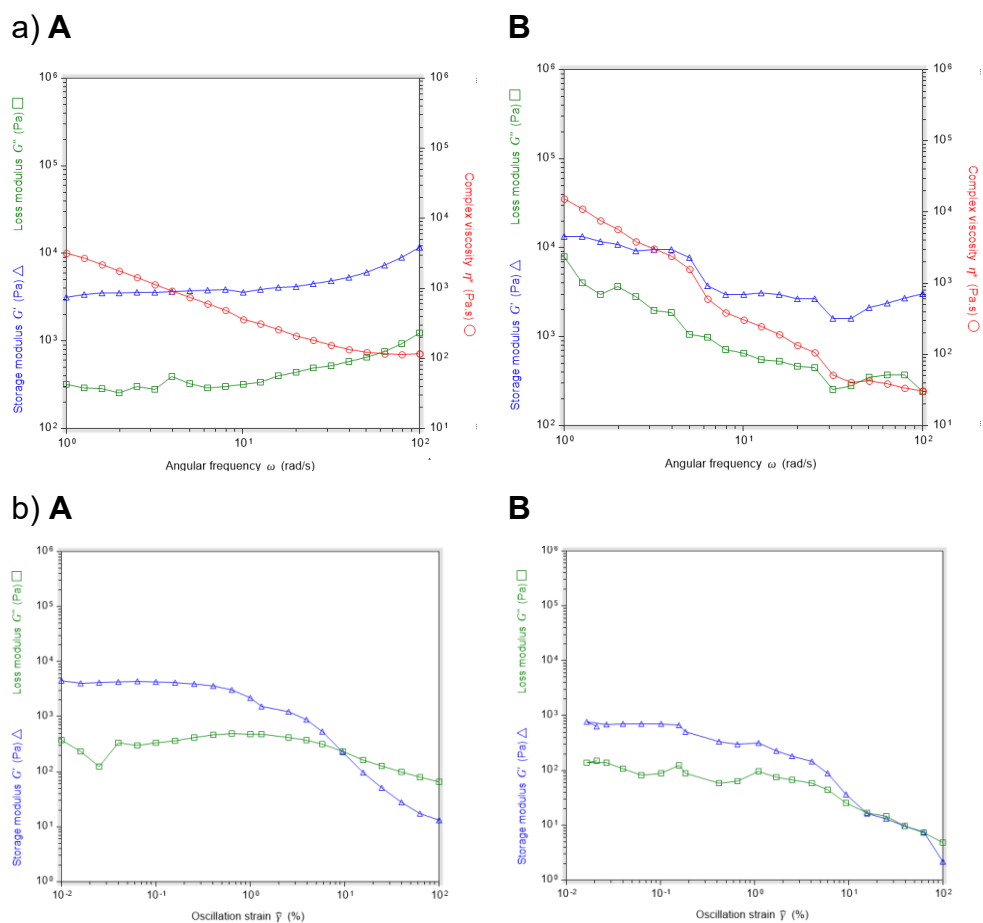 a) A
B
Loss modulus G" (Pa)
Storage modulus G' (Pa)
10⁶
10⁵
10⁴
10³
10²
10⁶
10⁵
10⁴
10³
10²
10¹
Complex viscosity η* (Pa.s)
10⁰
10¹
10²
Angular frequency ω (rad/s)
Loss modulus G" (Pa)
Storage modulus G' (Pa)
10⁶
10⁵
10⁴
10³
10²
10⁶
10⁵
10⁴
10³
10²
10¹
Complex viscosity η* (Pa.s)
10⁰
10¹
10²
Angular frequency ω (rad/s)
b) A
B
Loss modulus G" (Pa)
Storage modulus G' (Pa)
10⁶
10⁵
10⁴
10³
10²
10¹
10⁰
10⁻²
10⁻¹
10⁰
10¹
10²
Oscillation strain γ̅ (%)
Loss modulus G" (Pa)
Storage modulus G' (Pa)
10⁵
10⁴
10³
10²
10¹
10⁰
10⁻²
10⁻¹
10⁰
10¹
10²
Oscillation strain γ̅ (%)